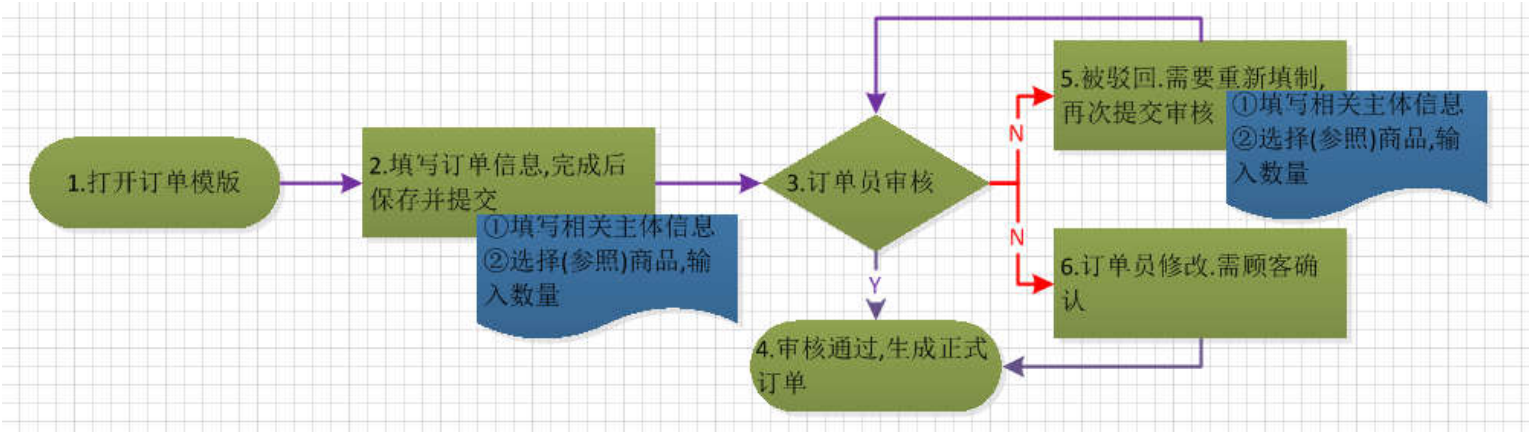 1.打开订单模版
2.填写订单信息,完成后
保存并提交
①填写相关主体信息
②选择(参照)商品,输
入数量
3.订单员审核
Y
4.审核通过,生成正式
订单
N
5.被驳回.需要重新填制,
再次提交审核
①填写相关主体信息
②选择(参照)商品,输
入数量
N
6.订单员修改.需顾客确
认